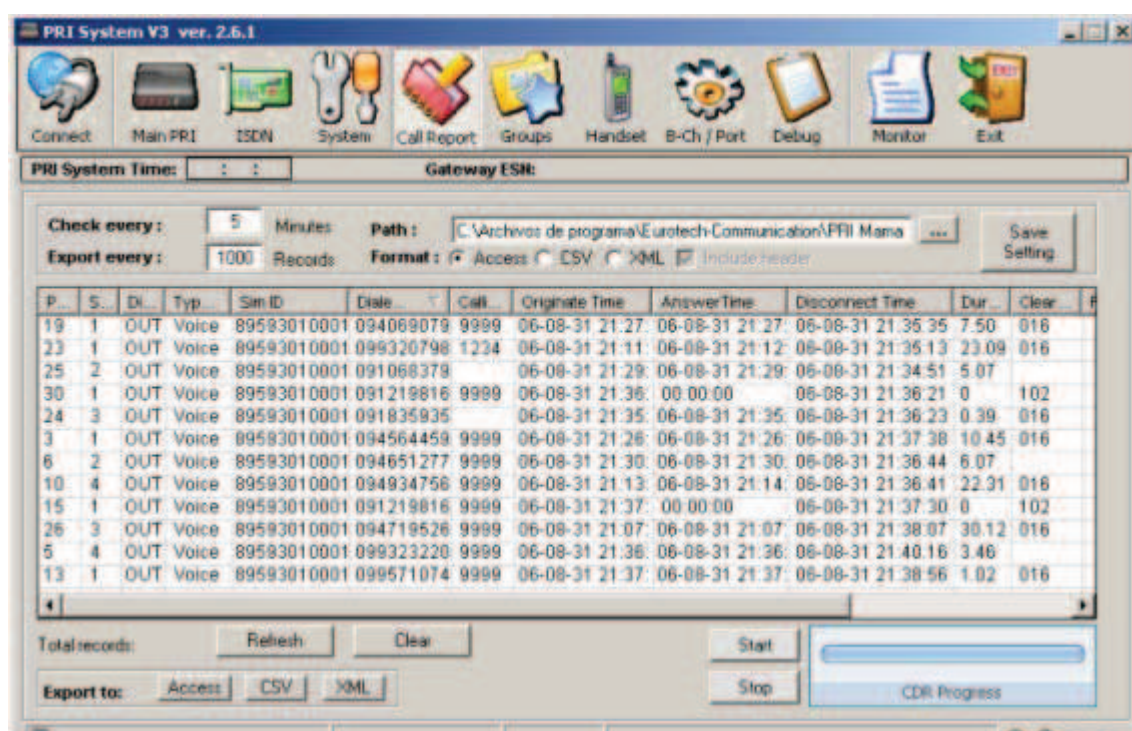 PRI System V3 ver. 2.6.1
Connect Main PRI ISDN System Call Report Groups Handset B-Ch / Port Debug Monitor Exit
EXIT
PRI System Time: : : Gateway ESN:
Check every: 5 Minutes Path: C:\Archivos de programa\Eurotech-Communication\PRI Mama ... Save Setting
Export every: 1000 Records Format: Access CSV XML Include header
P... S... Di... Typ... Sim ID Diale... Calli... Originate Time AnswerTime Disconnect Time Dur... Clear
19 1 OUT Voice 89593010001 094069079 9999 06-08-31 21:27: 06-08-31 21:27: 06-08-31 21:35:35 7.50 016
23 1 OUT Voice 89593010001 099320798 1234 06-08-31 21:11: 06-08-31 21:12: 06-08-31 21:35:13 23.09 016
25 2 OUT Voice 89593010001 091068379 06-08-31 21:29: 06-08-31 21:29: 06-08-31 21:34:51 5.07
30 1 OUT Voice 89593010001 091219816 9999 06-08-31 21:36: 00:00:00 06-08-31 21:36:21 0 102
24 3 OUT Voice 89593010001 091835935 06-08-31 21:35: 06-08-31 21:35: 06-08-31 21:36:23 0.39 016
3 1 OUT Voice 89593010001 094564459 9999 06-08-31 21:26: 06-08-31 21:26: 06-08-31 21:37:38 10.45 016
6 2 OUT Voice 89593010001 094651277 9999 06-08-31 21:30: 06-08-31 21:30: 06-08-31 21:36:44 6.07
10 4 OUT Voice 89593010001 094934756 9999 06-08-31 21:13: 06-08-31 21:14: 06-08-31 21:36:41 22.31 016
15 1 OUT Voice 89593010001 091219816 9999 06-08-31 21:37: 00:00:00 06-08-31 21:37:30 0 102
26 3 OUT Voice 89593010001 094719526 9999 06-08-31 21:07: 06-08-31 21:07: 06-08-31 21:38:07 30.12 016
5 4 OUT Voice 89593010001 099323220 9999 06-08-31 21:36: 06-08-31 21:36: 06-08-31 21:40:16 3.46
13 1 OUT Voice 89593010001 099571074 9999 06-08-31 21:37: 06-08-31 21:37: 06-08-31 21:38:56 1.02 016
Total records: Refresh Clear Start
Export to: Access CSV XML Stop CDR Progress